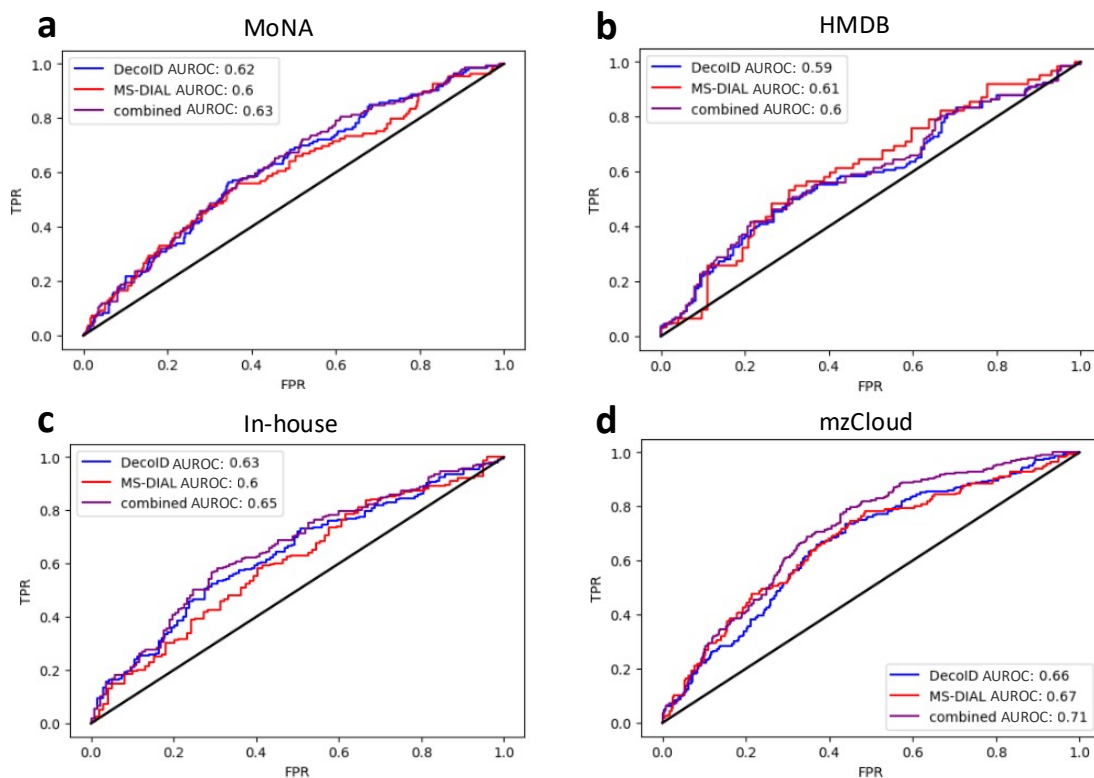 a
MoNA
DecoID AUROC: 0.62
MS-DIAL AUROC: 0.6
combined AUROC: 0.63
1.0
0.8
0.6
0.4
0.2
0.0
TPR
0.0 0.2 0.4 0.6 0.8 1.0
FPR
b
HMDB
DecoID AUROC: 0.59
MS-DIAL AUROC: 0.61
combined AUROC: 0.6
1.0
0.8
0.6
0.4
0.2
0.0
TPR
0.0 0.2 0.4 0.6 0.8 1.0
FPR
c
In-house
DecoID AUROC: 0.63
MS-DIAL AUROC: 0.6
combined AUROC: 0.65
1.0
0.8
0.6
0.4
0.2
0.0
TPR
0.0 0.2 0.4 0.6 0.8 1.0
FPR
d
mzCloud
1.0
0.8
0.6
0.4
0.2
0.0
TPR
DecoID AUROC: 0.66
MS-DIAL AUROC: 0.67
combined AUROC: 0.71
0.0 0.2 0.4 0.6 0.8 1.0
FPR